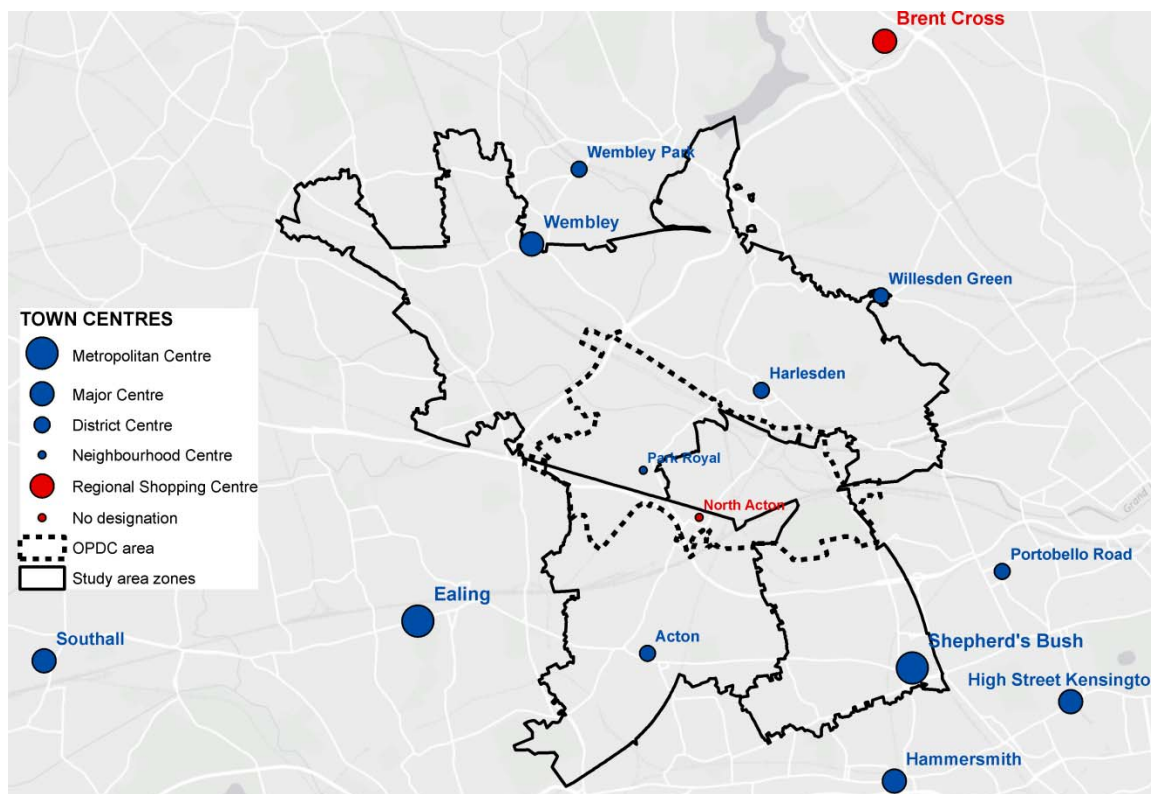 Brent Cross
Wembley Park
Wembley
Willesden Green
TOWN CENTRES
Metropolitan Centre
Major Centre
District Centre
Neighbourhood Centre
Regional Shopping Centre
No designation
OPDC area
Study area zones
Harlesden
Park Royal
North Acton
Grand
Portobello Road
Ealing
Southall
Acton
Shepherd's Bush
High Street Kensingto
Hammersmith